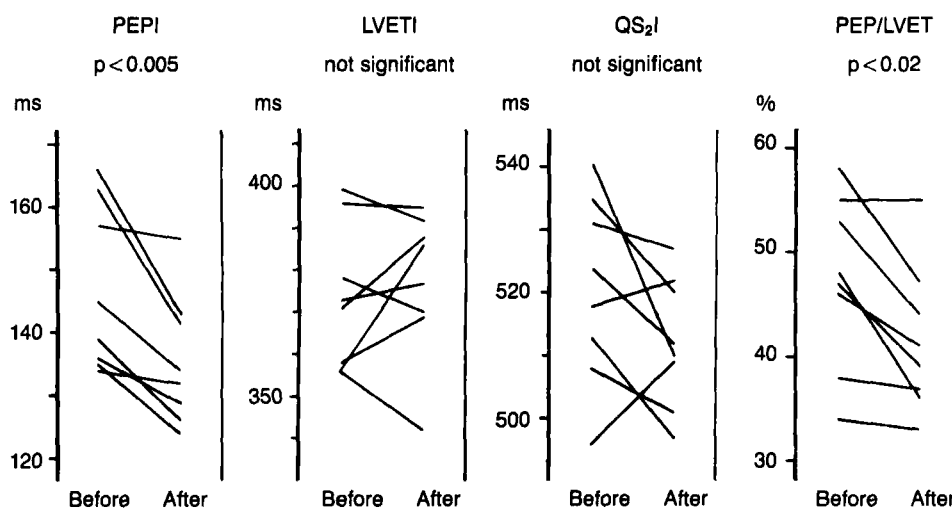 PEPI
p<0.005
ms
160
140
120
Before After
LVETI
not significant
ms
400
350
Before After
QS₂I
not significant
ms
540
520
500
Before After
PEP/LVET
p<0.02
%
60
50
40
30
Before After